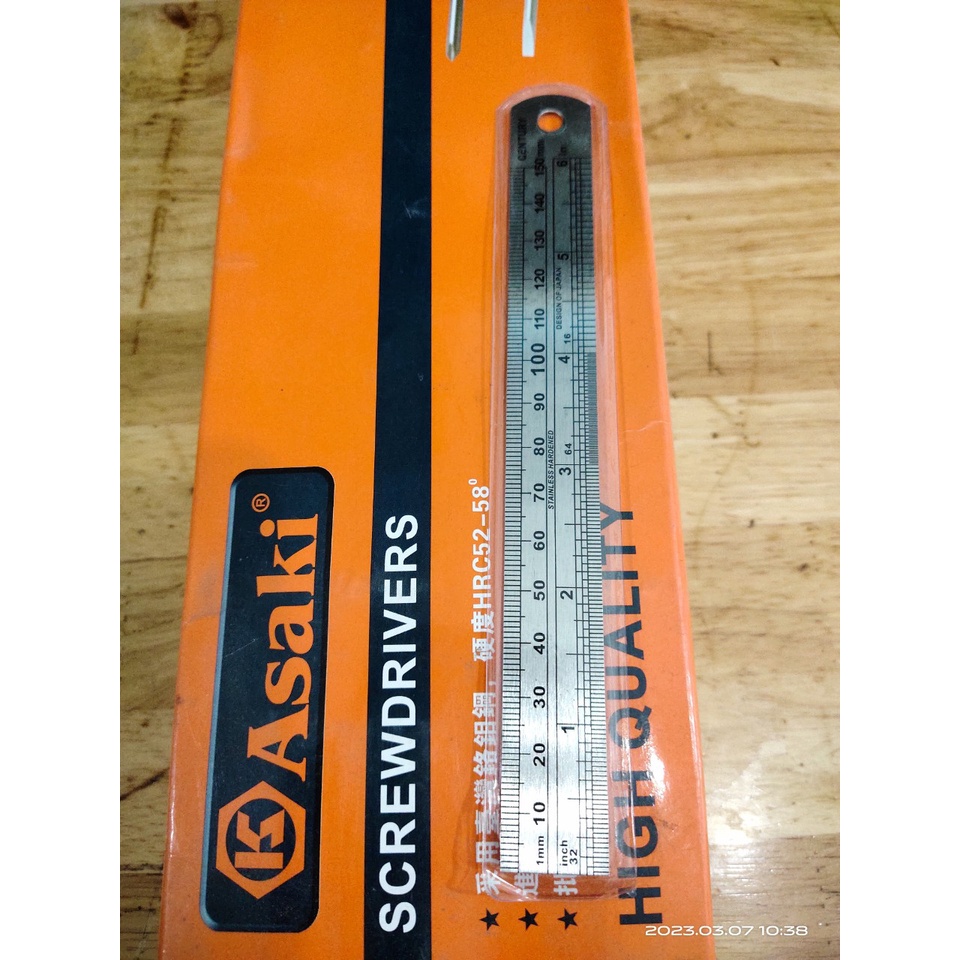 Asaki®
SCREWDRIVERS
硬度HRC52-58°
HIGH QUALITY
CENTURY
1mm 10 20 30 40 50 60 70 80 90 100 110 120 130 140 150mm
STAINLESS HARDENED
DESIGN OF JAPAN
inch 1 2 3 4 5 6 in
32
64
16
2023.03.07 10:38